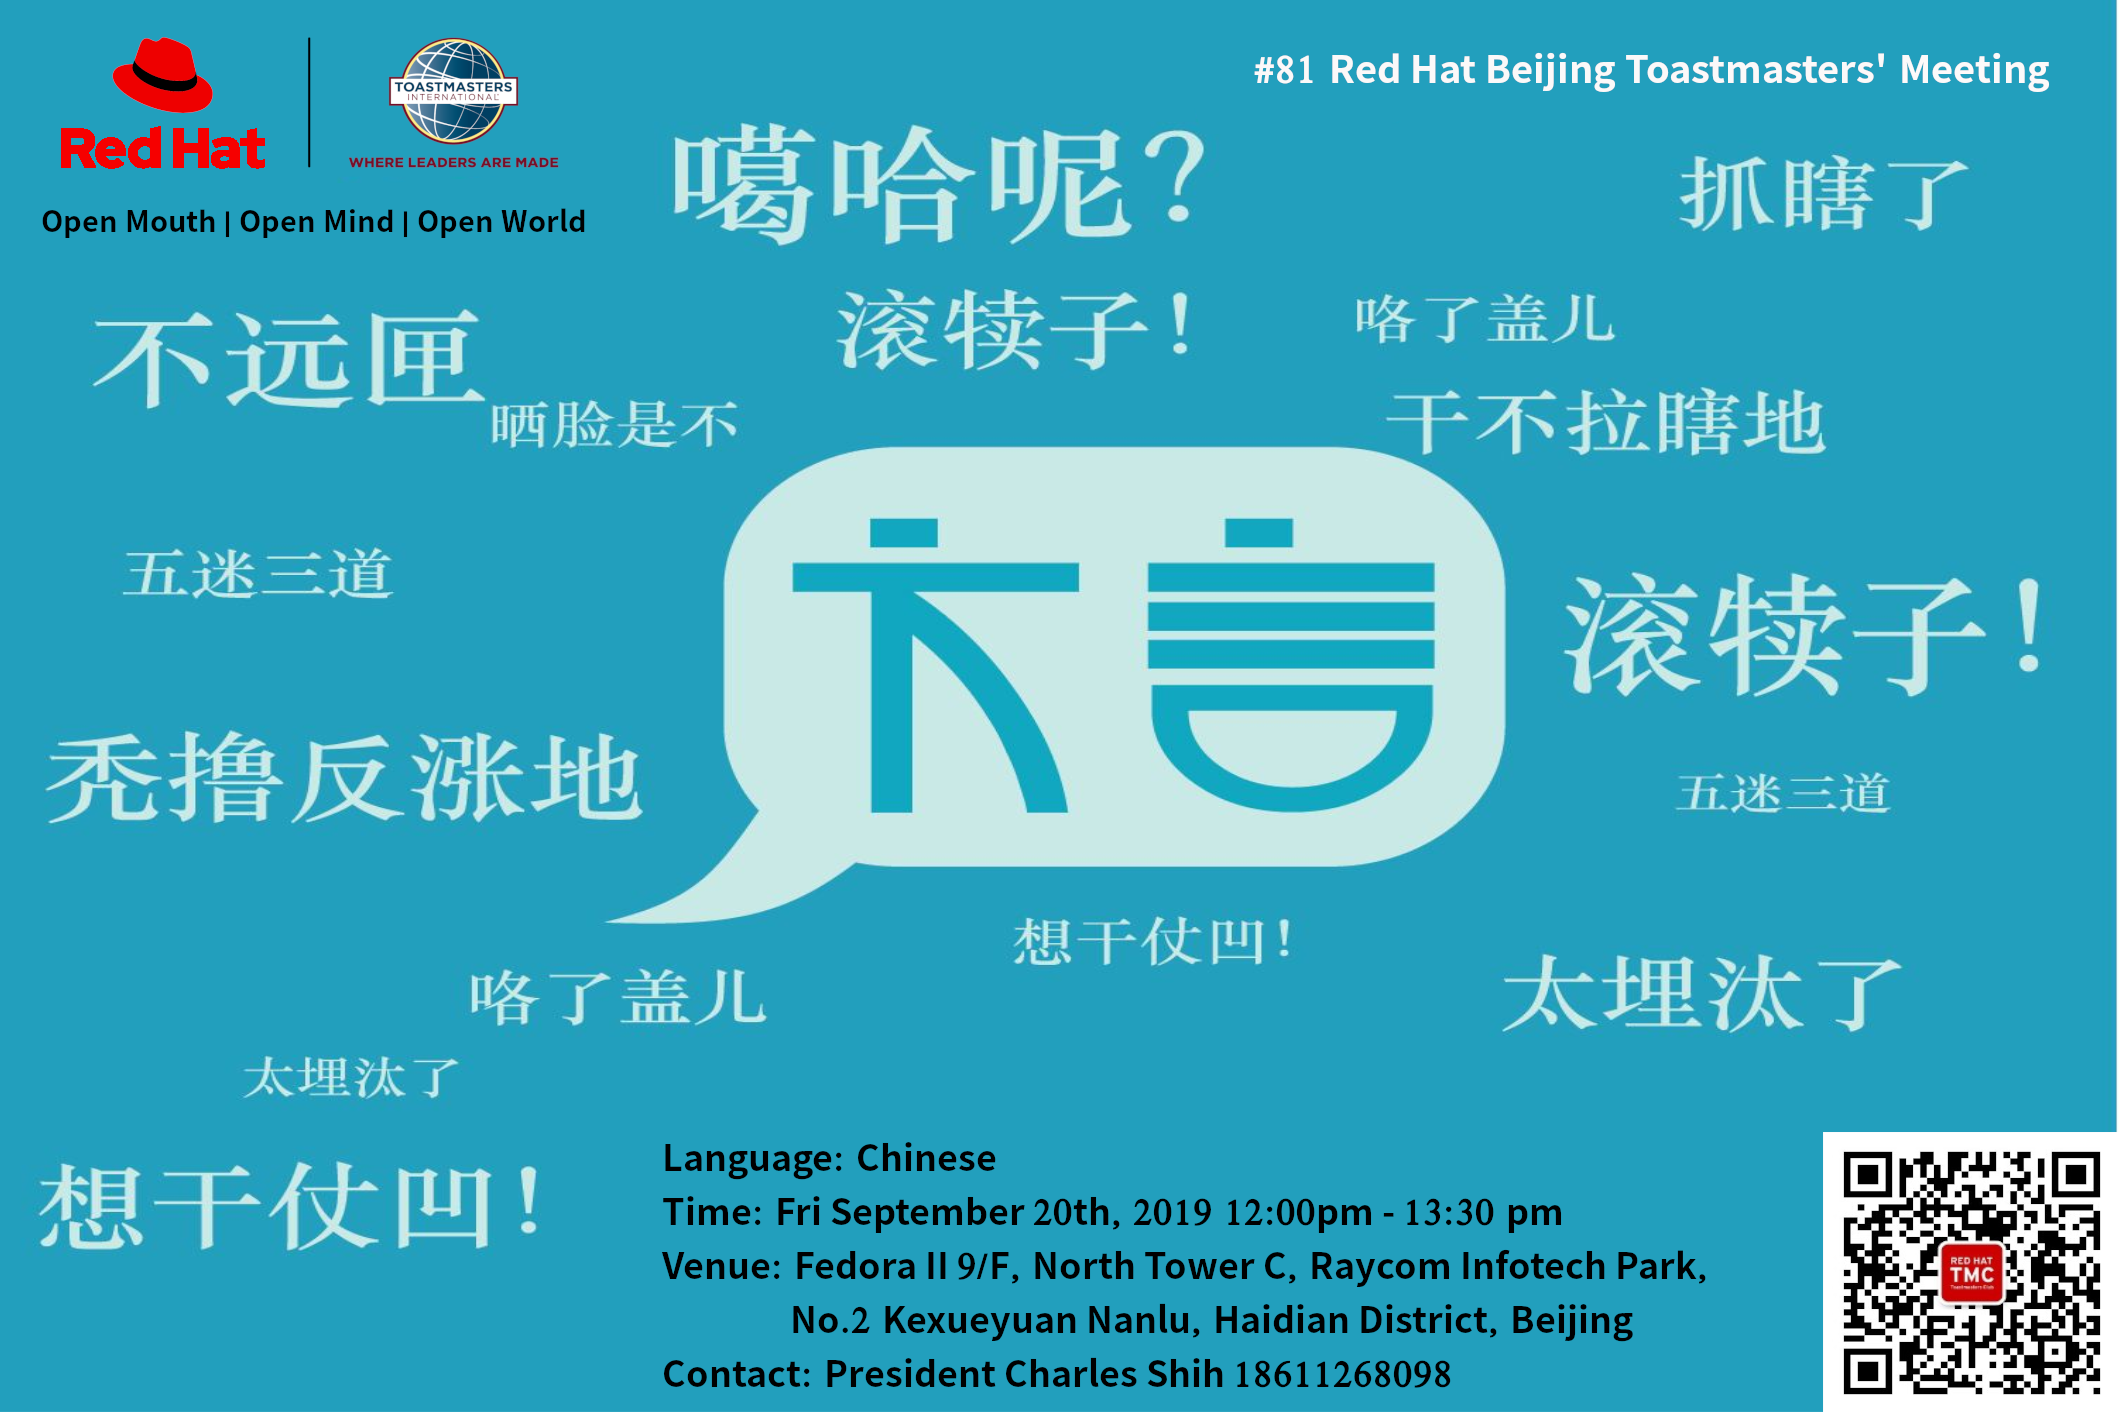 #81 Red Hat Beijing Toastmasters' Meeting
Red Hat
TOASTMASTERS
INTERNATIONAL
WHERE LEADERS ARE MADE
Open Mouth | Open Mind | Open World
噶哈呢？
抓瞎了
不远匣
滚犊子！
咯了盖儿
晒脸是不
干不拉瞎地
五迷三道
滚犊子！
秃撸反涨地
五迷三道
想干仗凹！
咯了盖儿
太埋汰了
太埋汰了
想干仗凹！
Language: Chinese
Time: Fri September 20th, 2019 12:00pm - 13:30 pm
Venue: Fedora II 9/F, North Tower C, Raycom Infotech Park,
No.2 Kexueyuan Nanlu, Haidian District, Beijing
Contact: President Charles Shih 18611268098
RED HAT
TMC
Toastmasters Club